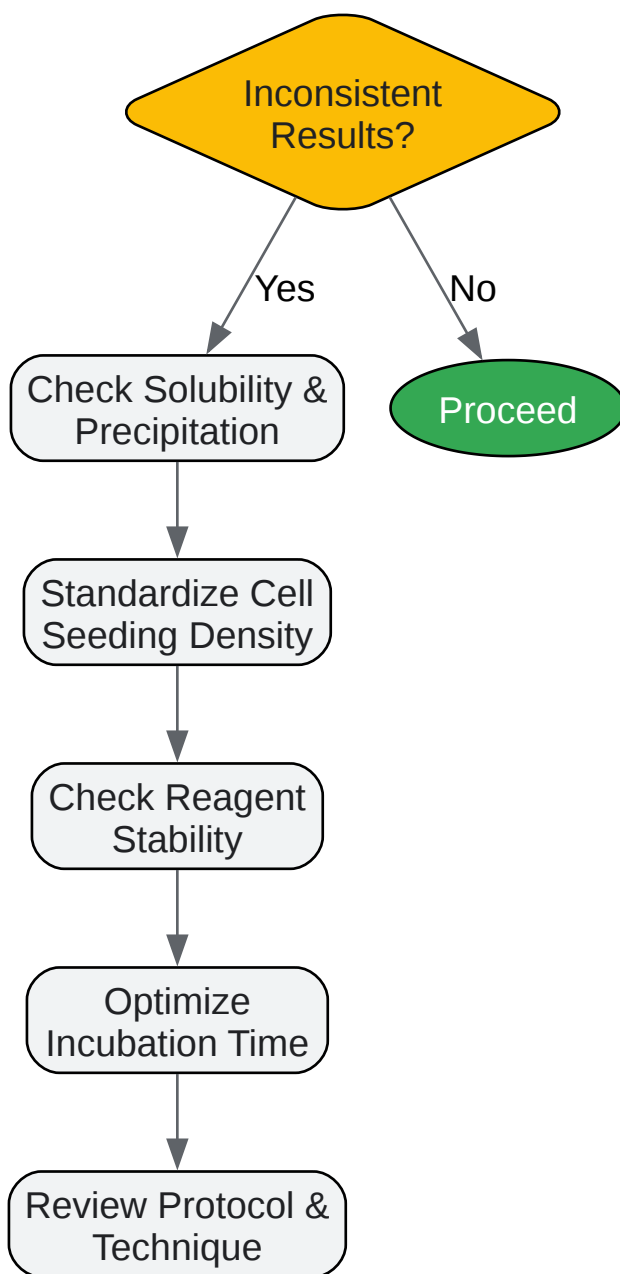 Inconsistent
Results?
Yes
No
Check Solubility &
Precipitation
Proceed
Standardize Cell
Seeding Density
Check Reagent
Stability
Optimize
Incubation Time
Review Protocol &
Technique